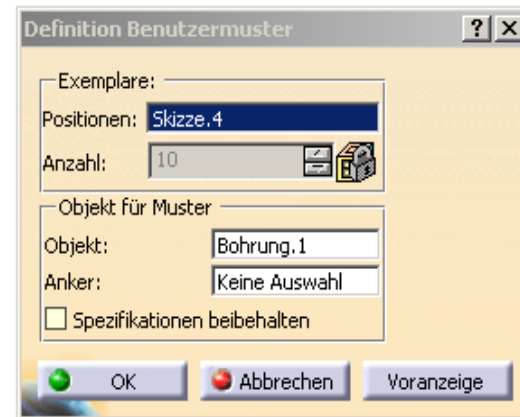 Definition Benutzermuster
Exemplare:
Positionen: Skizze.4
Anzahl: 10
Objekt für Muster
Objekt: Bohrung.1
Anker: Keine Auswahl
Spezifikationen beibehalten
OK Abbrechen Voranzeige